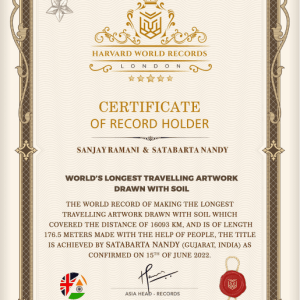 HARVARD WORLD RECORDS
LONDON
CERTIFICATE
OF RECORD HOLDER
SANJAY RAMANI & SATABARTA NANDY
WORLD'S LONGEST TRAVELLING ARTWORK
DRAWN WITH SOIL
THE WORLD RECORD OF MAKING THE LONGEST
TRAVELLING ARTWORK DRAWN WITH SOIL WHICH
COVERED THE DISTANCE OF 16093 KM, AND IS OF LENGTH
176.5 METERS MADE WITH THE HELP OF PEOPLE, THE TITLE
IS ACHIEVED BY SATABARTA NANDY (GUJARAT, INDIA) AS
CONFIRMED ON 15TH OF JUNE 2022.
ASIA HEAD - RECORDS